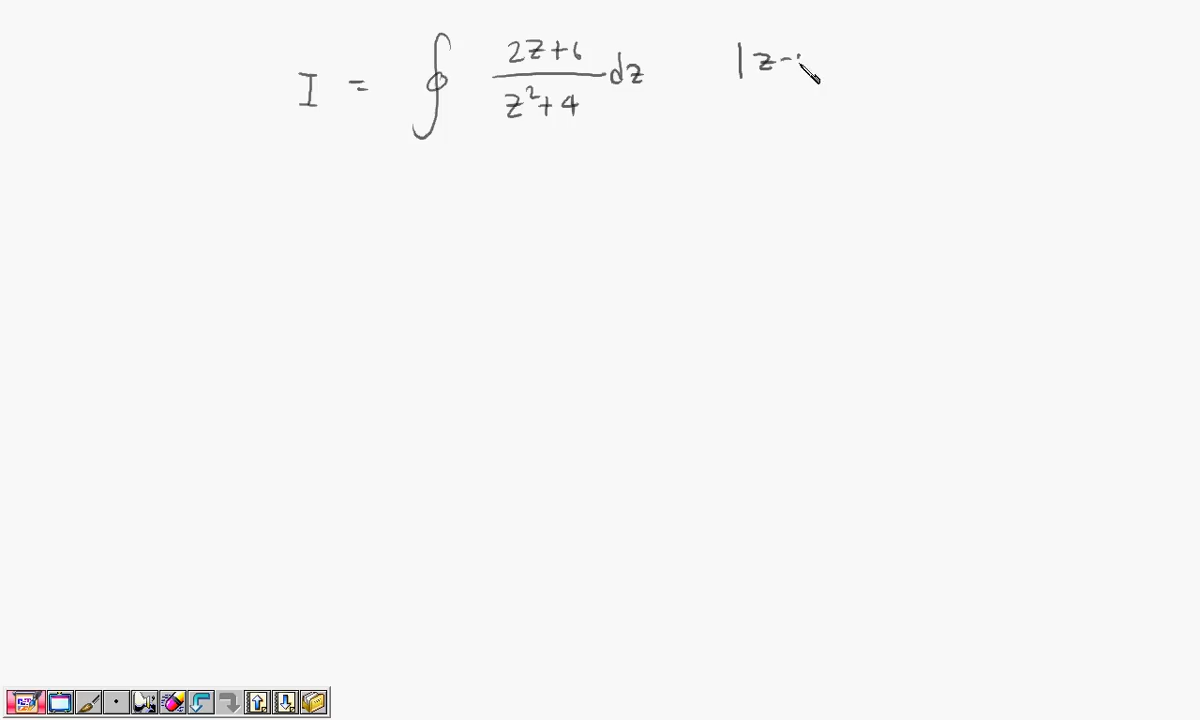 I = ∮ (2z+6)/(z²+4) dz |z-